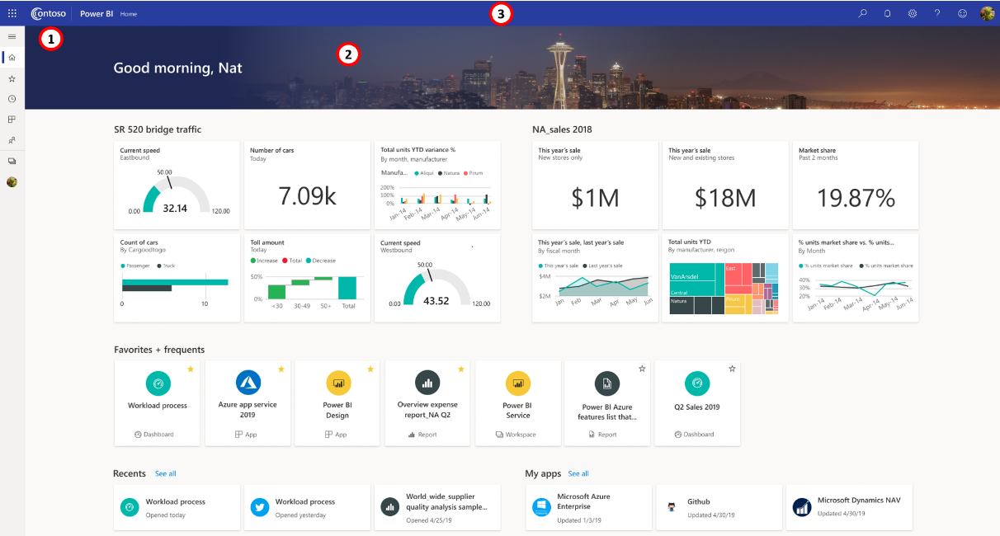 Contoso Power BI Home
3
1
2
Good morning, Nat
SR 520 bridge traffic
Current speed
Eastbound
50.00
0.00 32.14 120.00
Number of cars
Today
7.09k
Total units YTD variance %
By month, manufacturer
Manufa... Aliqui Natura Pirum
200%
100%
0%
Jan-14 Feb-14 Mar-14 Apr-14 May-14 Jun-14
Count of cars
By Cargoodtogo
Passenger Truck
0 10
Toll amount
Today
Increase Total Decrease
50%
0%
<30 30-49 50+ Total
Current speed
Westbound
50.00
0.00 43.52 120.00
NA_sales 2018
This year's sale
New stores only
$1M
This year's sale
New and existing stores
$18M
Market share
Past 2 months
19.87%
This year's sale, last year's sale
By fiscal month
This year's sale Last year's sale
$4M
$2M
Jan Feb Mar Apr May Jun
Total units YTD
By manufacturer, reigon
VanArsdel
East
Central
Natura
Pirum
% units market share vs. % units...
By Month
% units market share % units market share
40%
30%
20%
Jan-14 Feb-14 Mar-14 Apr-14 May-14 Jun-14
Favorites + frequents
Workload process
Dashboard
Azure app service
2019
App
Power BI
Design
App
Overview expense
report_NA Q2
Report
Power BI
Service
Workspace
Power BI Azure
features list that...
Report
Q2 Sales 2019
Dashboard
Recents See all
Workload process
Opened today
Workload process
Opened yesterday
World_wide_supplier
quality analysis sample...
Opened 4/25/19
My apps See all
Microsoft Azure
Enterprise
Updated 1/3/19
Github
Updated 4/30/19
Microsoft Dynamics NAV
Updated 4/30/19